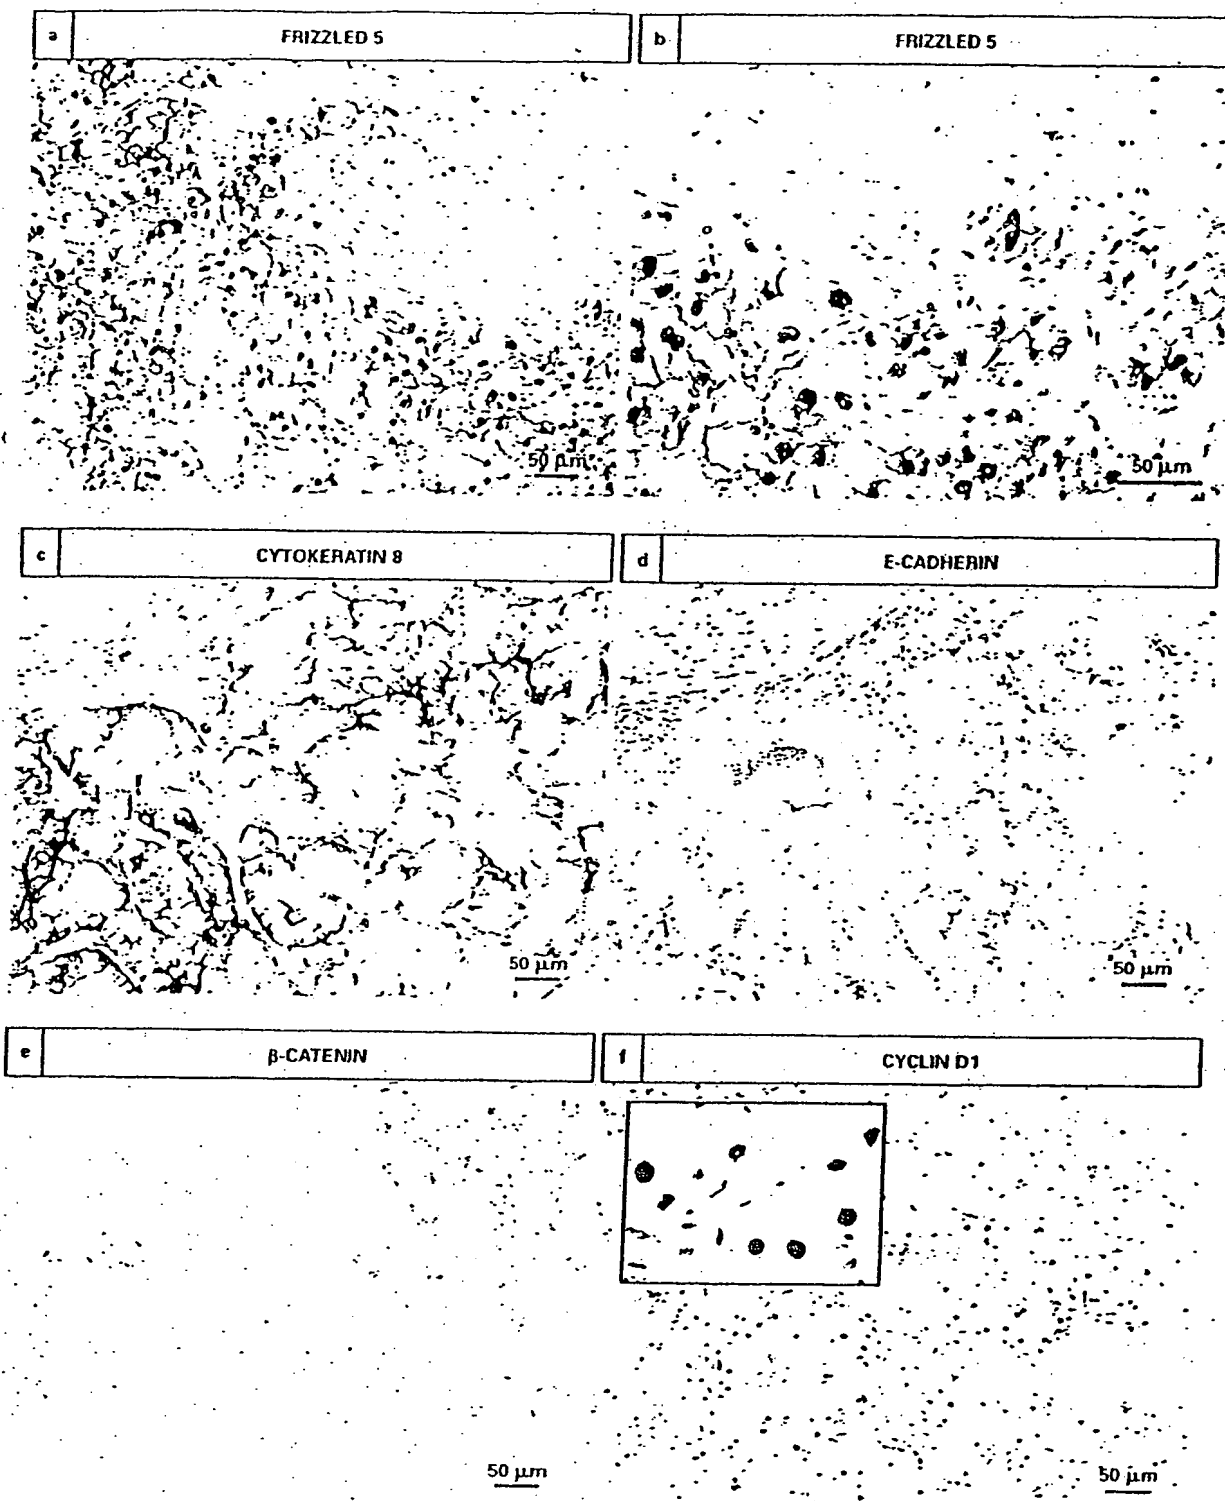 a FRIZZLED 5
b FRIZZLED 5
50 µm
50 µm
c CYTOKERATIN 8
d E-CADHERIN
50 µm
50 µm
e β-CATENIN
f CYCLIN D1
50 µm
50 µm